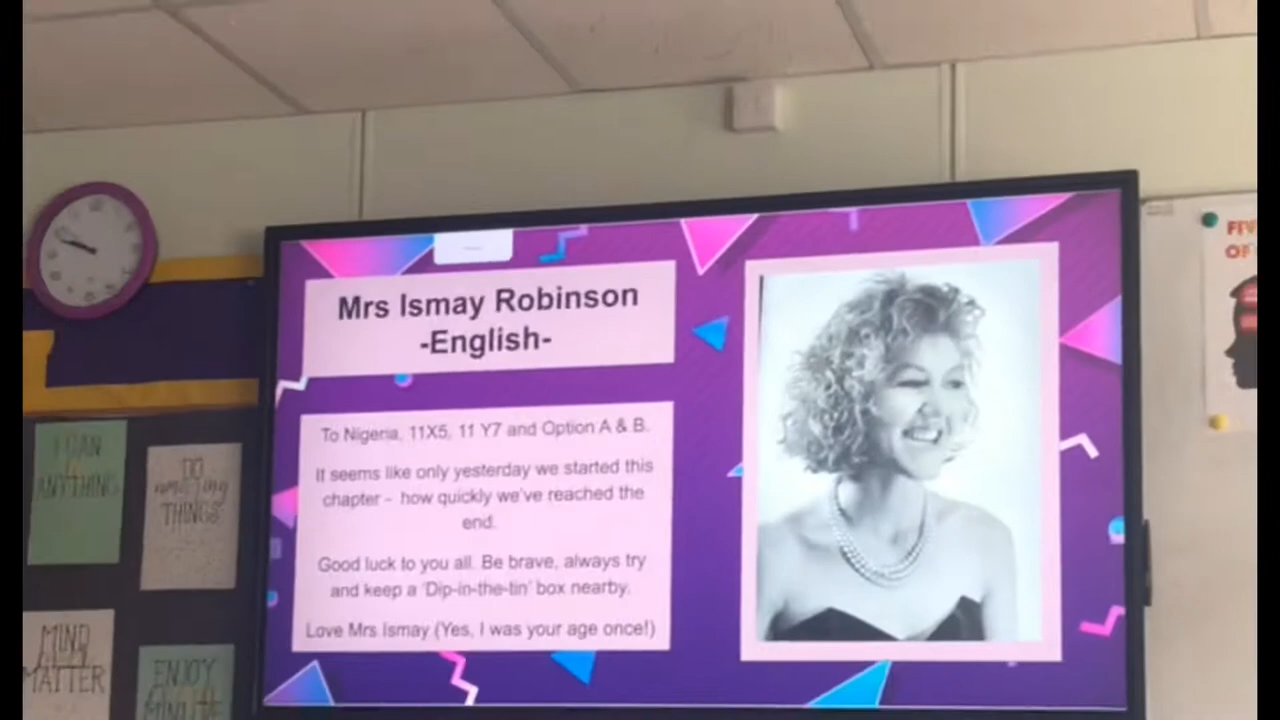 Mrs Ismay Robinson
-English-
To Nigeria, 11X5, 11 Y7 and Option A & B.
It seems like only yesterday we started this
chapter – how quickly we've reached the
end.
Good luck to you all. Be brave, always try
and keep a 'Dip-in-the-tin' box nearby.
Love Mrs Ismay (Yes, I was your age once!)
I CAN
ANYTHING
DO
amazing
THINGS
MIND
MATTER
ENJOY
MINUTE
OF